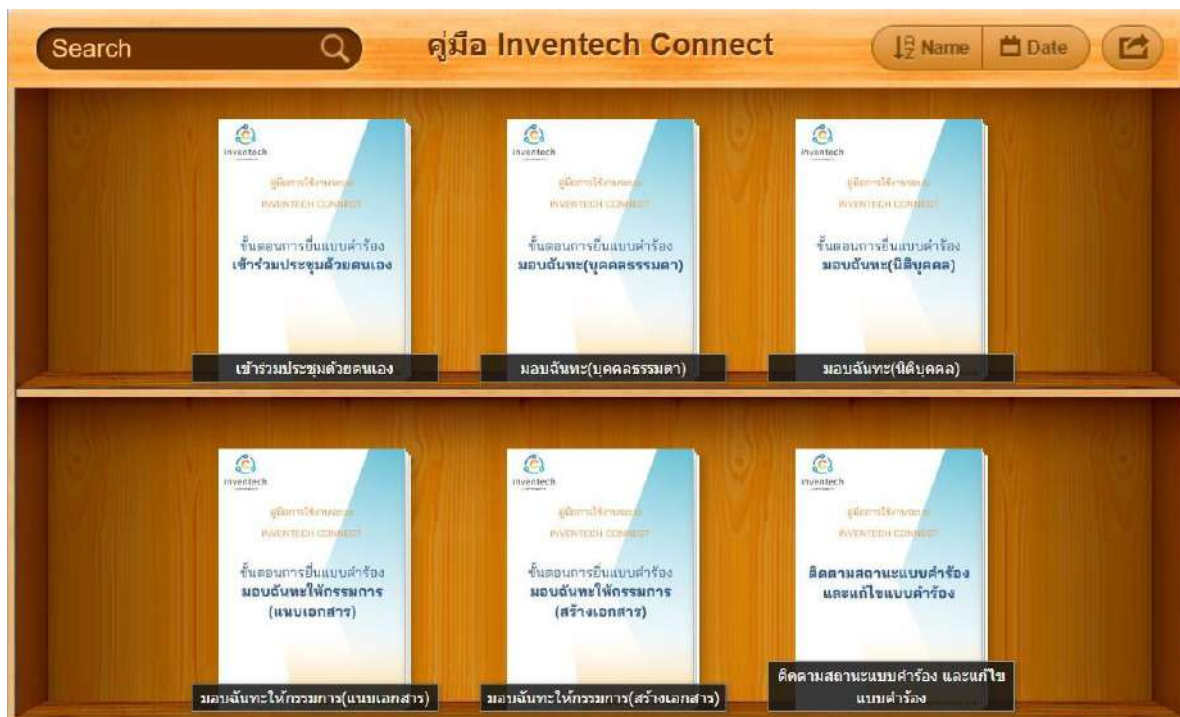 Search
คู่มือ Inventech Connect
Name
Date
inventech
คู่มือการใช้งานระบบ
INVENTECH CONNECT
ขั้นตอนการยื่นแบบคำร้อง
เข้าร่วมประชุมด้วยตนเอง
เข้าร่วมประชุมด้วยตนเอง
inventech
คู่มือการใช้งานระบบ
INVENTECH CONNECT
ขั้นตอนการยื่นแบบคำร้อง
มอบฉันทะ(บุคคลธรรมดา)
มอบฉันทะ(บุคคลธรรมดา)
inventech
คู่มือการใช้งานระบบ
INVENTECH CONNECT
ขั้นตอนการยื่นแบบคำร้อง
มอบฉันทะ(นิติบุคคล)
มอบฉันทะ(นิติบุคคล)
inventech
คู่มือการใช้งานระบบ
INVENTECH CONNECT
ขั้นตอนการยื่นแบบคำร้อง
มอบฉันทะให้กรรมการ
(แนบเอกสาร)
มอบฉันทะให้กรรมการ(แนบเอกสาร)
inventech
คู่มือการใช้งานระบบ
INVENTECH CONNECT
ขั้นตอนการยื่นแบบคำร้อง
มอบฉันทะให้กรรมการ
(สร้างเอกสาร)
มอบฉันทะให้กรรมการ(สร้างเอกสาร)
inventech
คู่มือการใช้งานระบบ
INVENTECH CONNECT
ติดตามสถานะแบบคำร้อง
และแก้ไขแบบคำร้อง
ติดตามสถานะแบบคำร้อง และแก้ไข
แบบคำร้อง